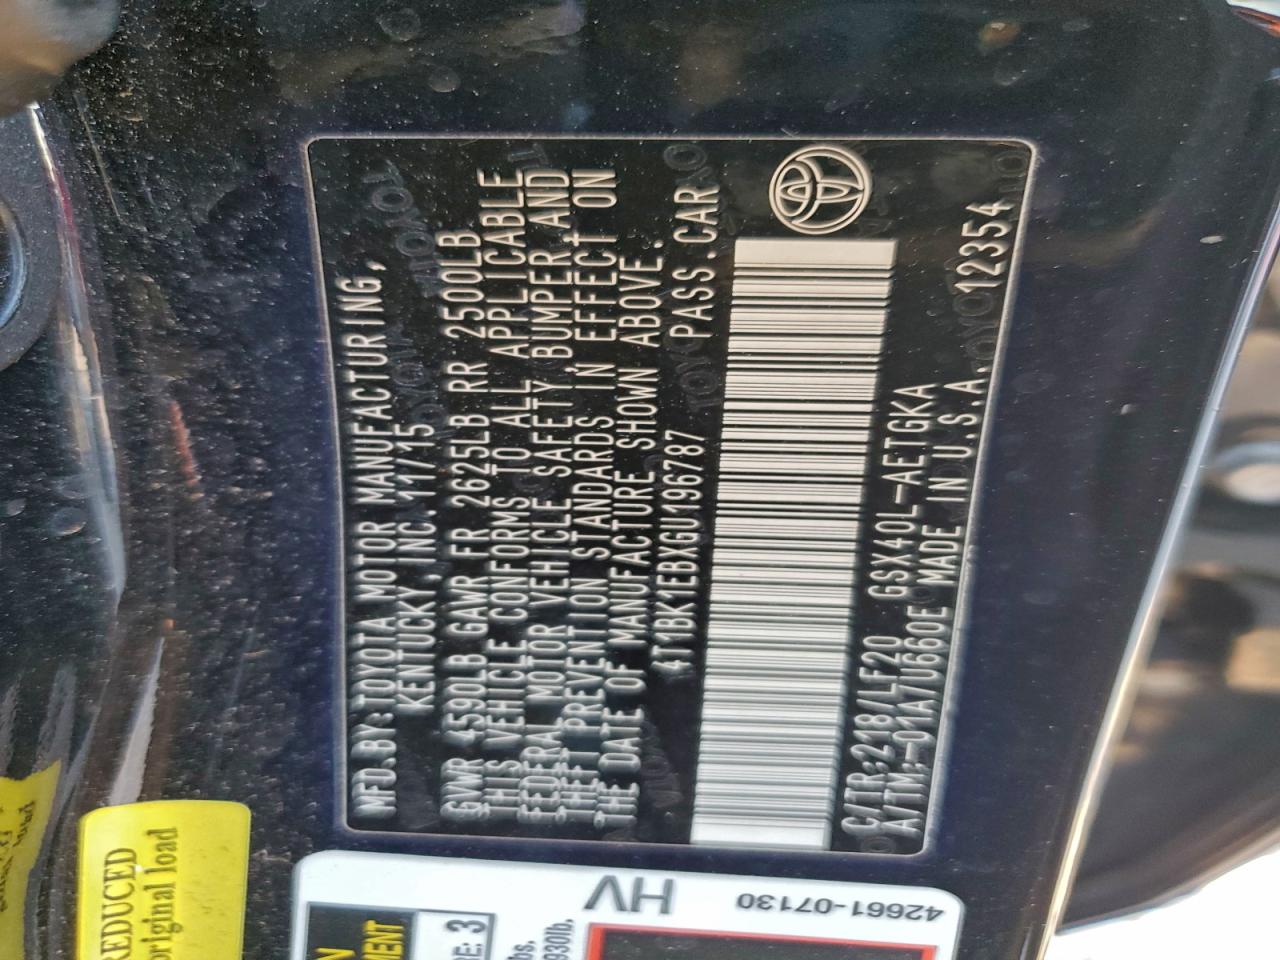 MFD.BY:TOYOTA MOTOR MANUFACTURING,
KENTUCKY,INC.11/15
GVWR 4590LB GAWR FR 2625LB RR 2500LB
THIS VEHICLE CONFORMS TO ALL APPLICABLE
FEDERAL MOTOR VEHICLE SAFETY,BUMPER,AND
THEFT PREVENTION STANDARDS IN EFFECT ON
THE DATE OF MANUFACTURE SHOWN ABOVE.
4T1BK1EBXGU196787 PASS.CAR
C/TR:218/LF20 GSX40L-AETGKA
A/TM:-01A/U660E MADE IN U.S.A. 12354
REDUCED
original load
HV
42661-07130
MENT
3
930lb.